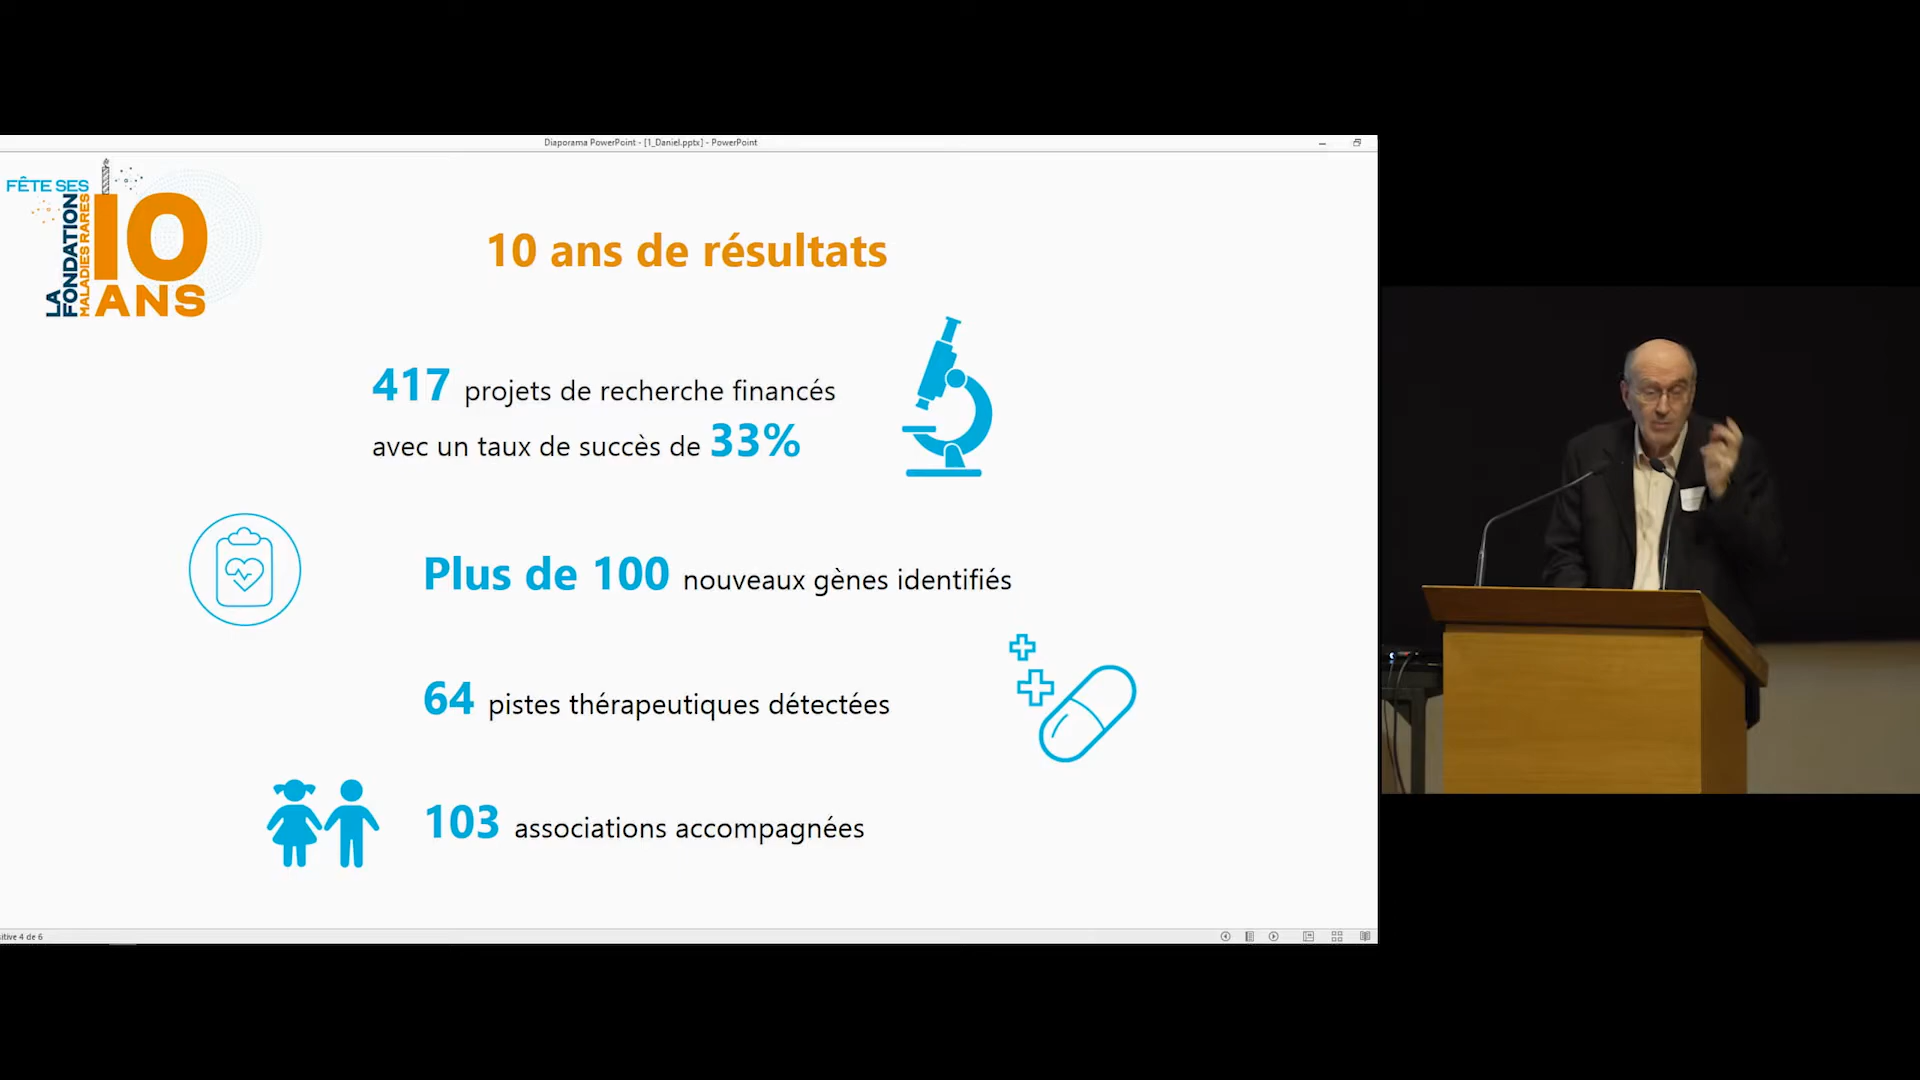 Diaporama PowerPoint - [1_Daniel.pptx] - PowerPoint
FÊTE SES
LA
FONDATION
MALADIES RARES
10
ANS
10 ans de résultats
417 projets de recherche financés
avec un taux de succès de 33%
Plus de 100 nouveaux gènes identifiés
64 pistes thérapeutiques détectées
103 associations accompagnées
sitive 4 de 6